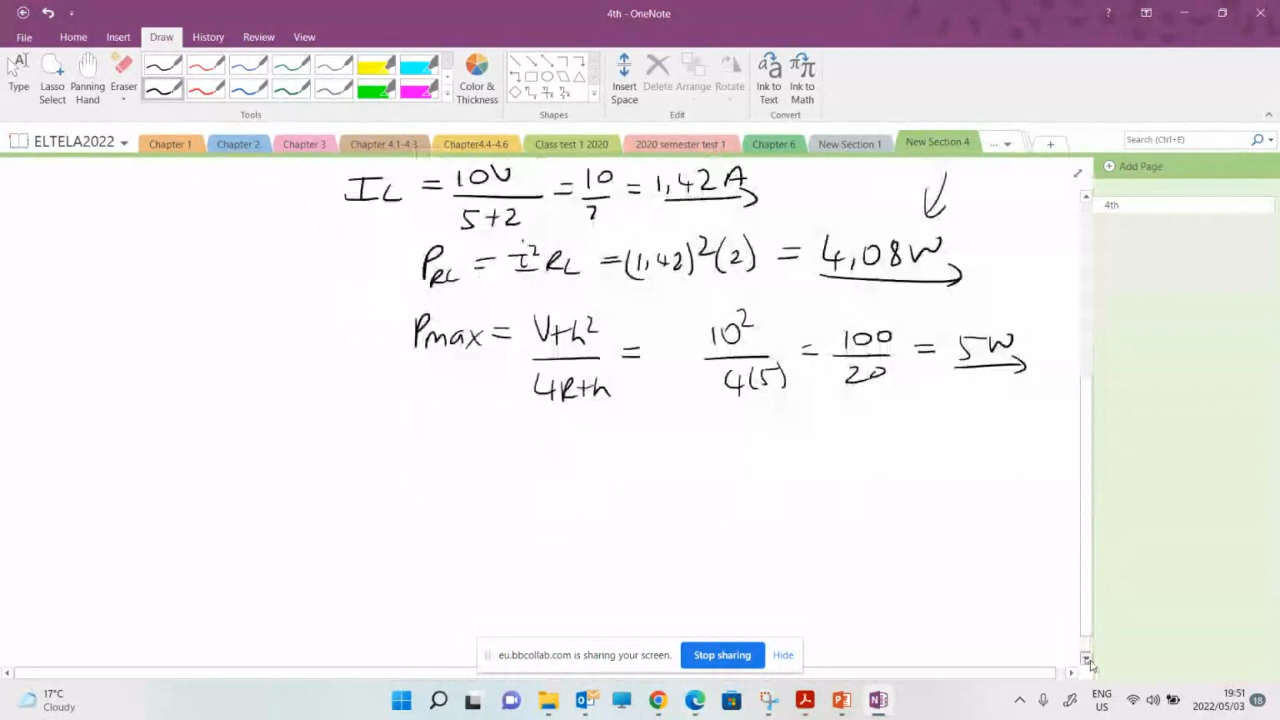 4th - OneNote
File Home Insert Draw History Review View
Type Lasso Select Panning Hand Eraser Color & Thickness Insert Space Delete Arrange Rotate Ink to Text Ink to Math
Tools Shapes Edit Convert
ELTELA2022 Chapter 1 Chapter 2 Chapter 3 Chapter 4.1-4.3 Chapter4.4-4.6 Class test 1 2020 2020 semester test 1 Chapter 6 New Section 1 New Section 4 ... Search (Ctrl+E)
Add Page
4th
IL = 10V / 5+2 = 10 / 7 = 1,42A
PRL = I²RL = (1,42)²(2) = 4,08W
Pmax = Vth² / 4Rth = 10² / 4(5) = 100 / 20 = 5W
eu.bbcollab.com is sharing your screen. Stop sharing Hide
17°C
Cloudy
ENG
US
19:51
2022/05/03
18